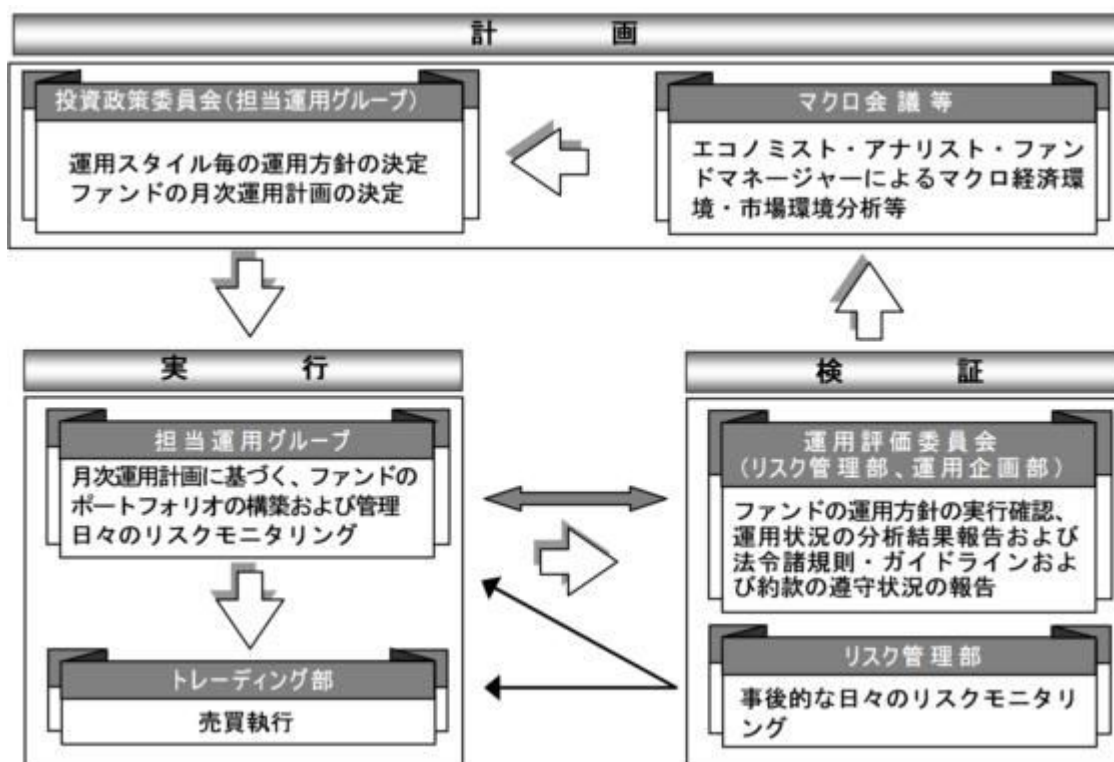 計　　　画
投資政策委員会(担当運用グループ)
運用スタイル毎の運用方針の決定
ファンドの月次運用計画の決定
マクロ会議等
エコノミスト・アナリスト・ファン
ドマネージャーによるマクロ経済環
境・市場環境分析等
実　　　行
担当運用グループ
月次運用計画に基づく、ファンドの
ポートフォリオの構築および管理
日々のリスクモニタリング
トレーディング部
売買執行
検　　　証
運用評価委員会
(リスク管理部、運用企画部)
ファンドの運用方針の実行確認、
運用状況の分析結果報告および
法令諸規則・ガイドラインおよ
び約款の遵守状況の報告
リスク管理部
事後的な日々のリスクモニタリ
ング